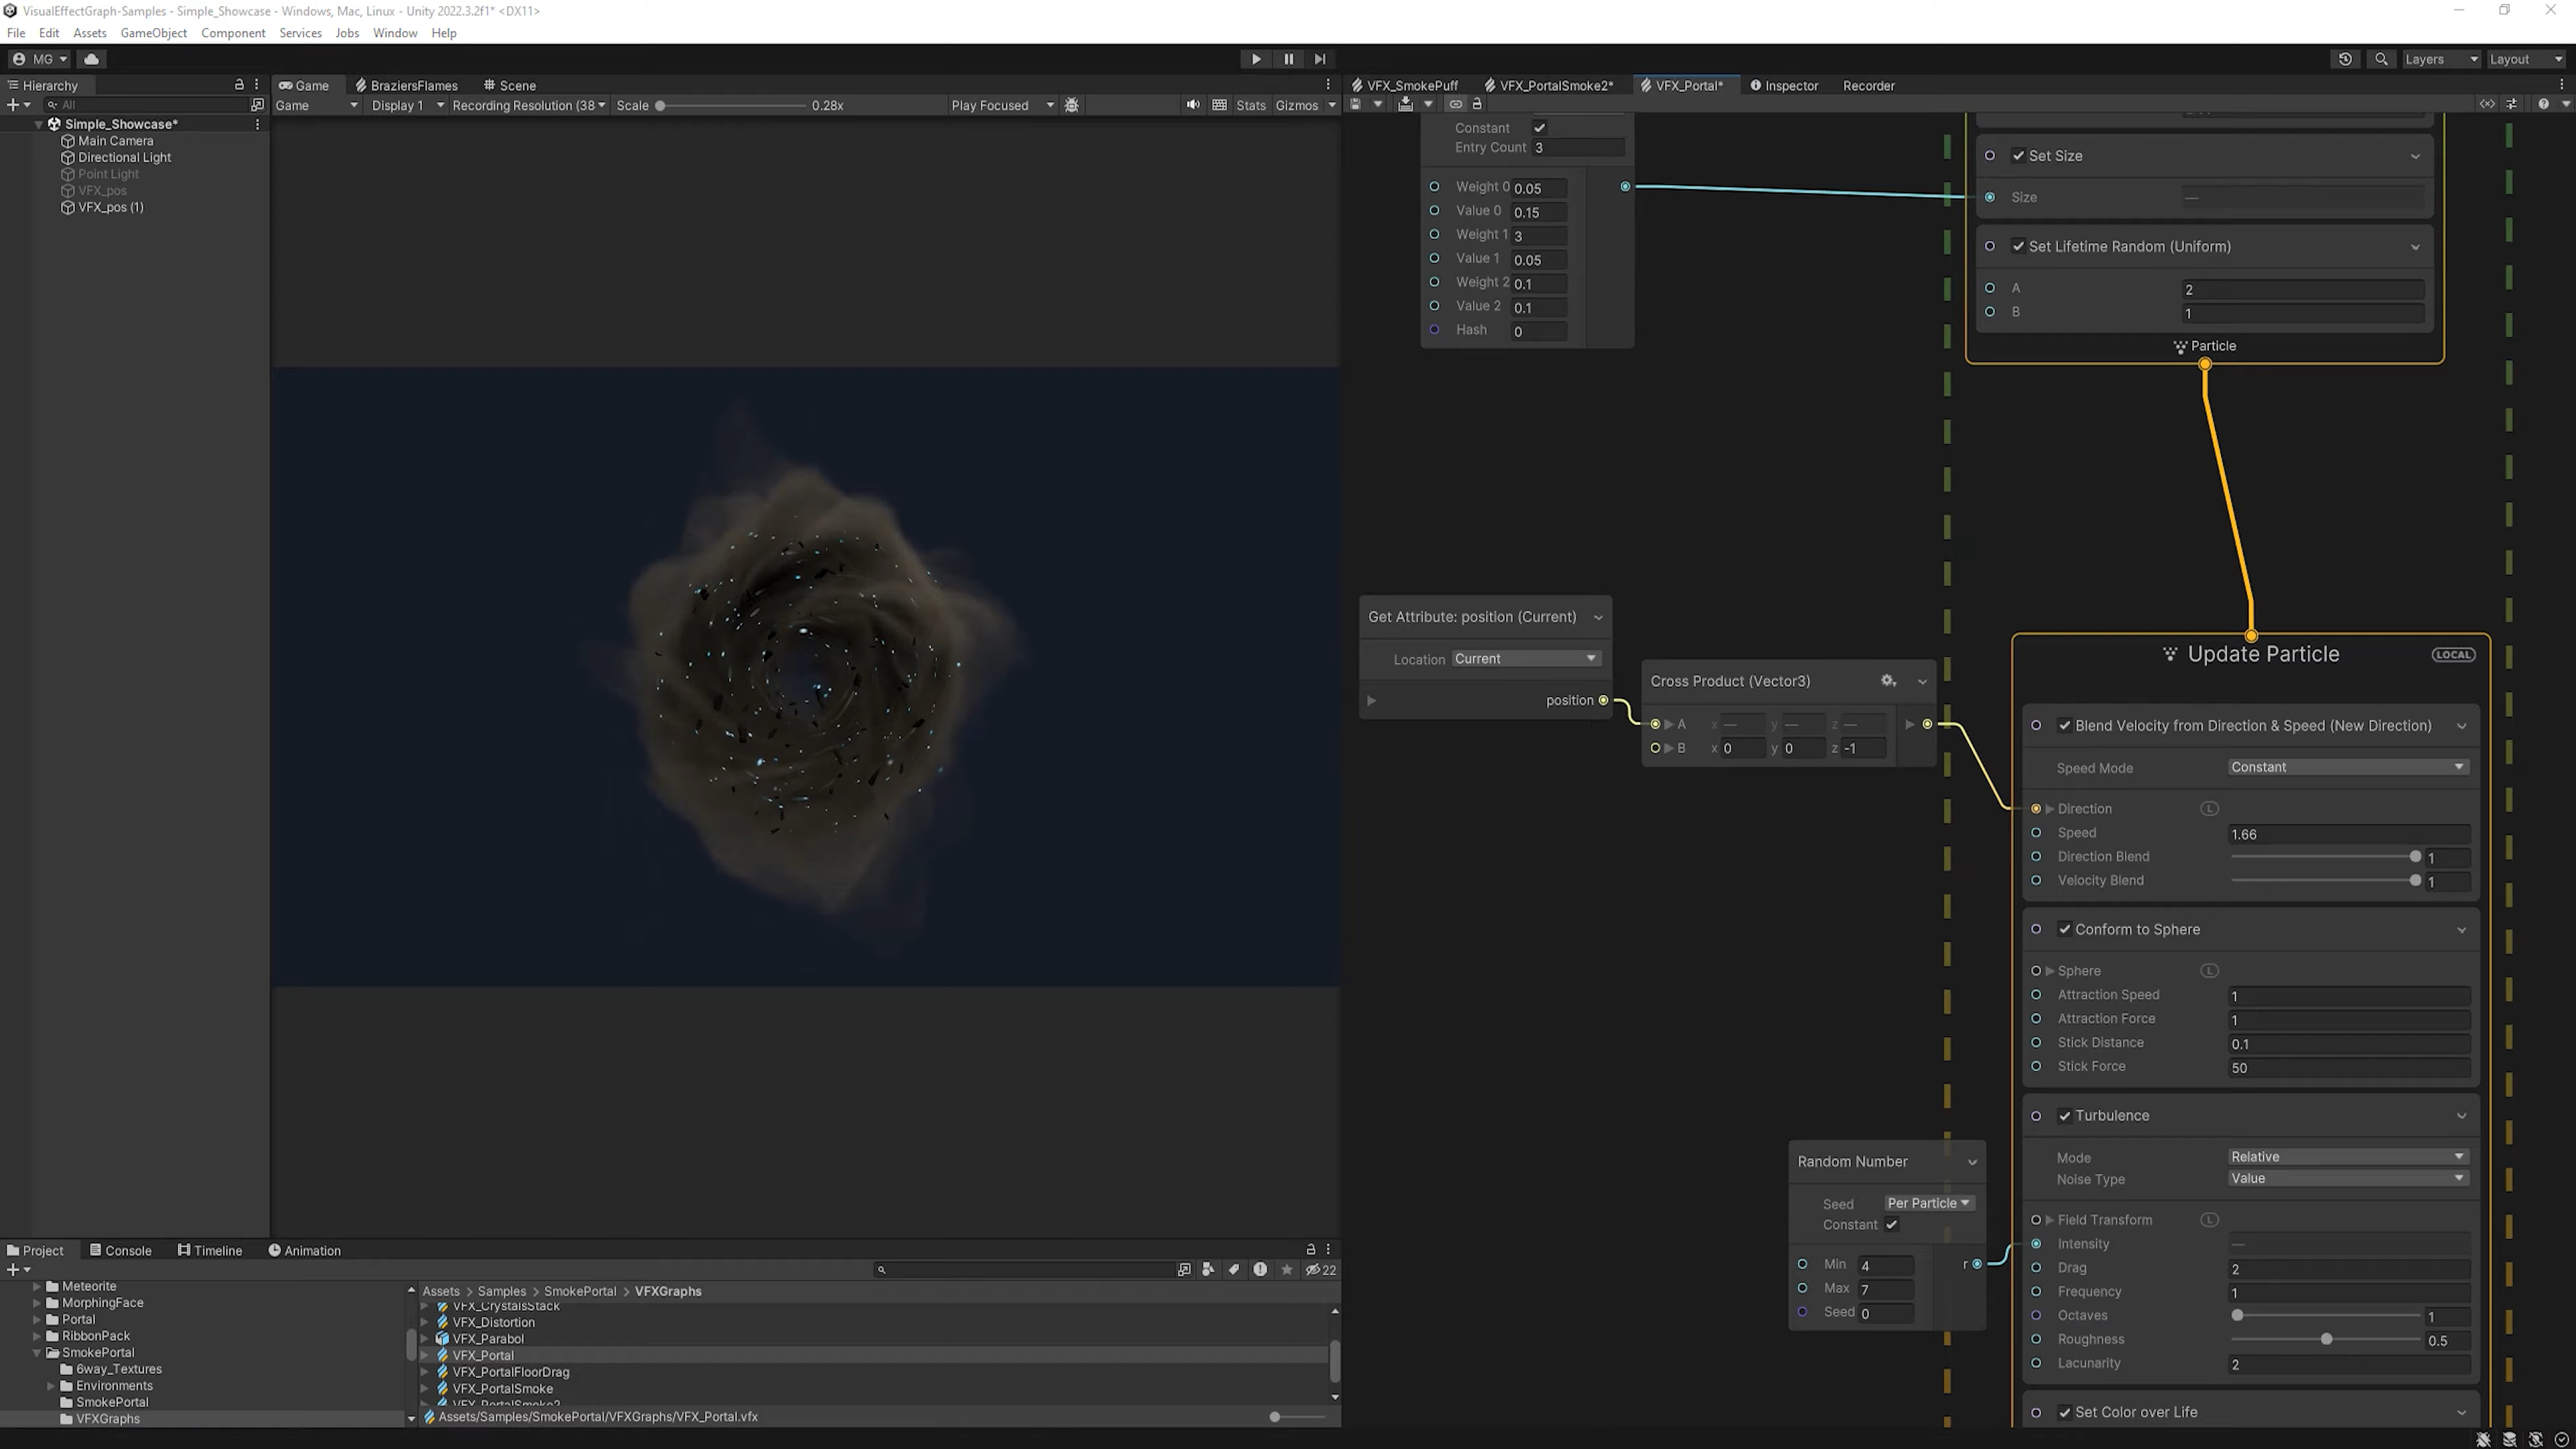 VisualEffectGraph-Samples - Simple_Showcase - Windows, Mac, Linux - Unity 2022.3.2f1* <DX11>
File Edit Assets GameObject Component Services Jobs Window Help
MG
Layers Layout
Hierarchy
All
Simple_Showcase*
Main Camera
Directional Light
Point Light
VFX_pos
VFX_pos (1)
Game BraziersFlames Scene
Game Display 1 Recording Resolution (38 Scale 0.28x Play Focused Stats Gizmos
VFX_SmokePuff VFX_PortalSmoke2* VFX_Portal* Inspector Recorder
Constant
Entry Count 3
Weight 0 0.05
Value 0 0.15
Weight 1 3
Value 1 0.05
Weight 2 0.1
Value 2 0.1
Hash 0
Set Size
Size —
Set Lifetime Random (Uniform)
A 2
B 1
Particle
Get Attribute: position (Current)
Location Current
position
Cross Product (Vector3)
A x — y — z —
B x 0 y 0 z -1
Update Particle LOCAL
Blend Velocity from Direction & Speed (New Direction)
Speed Mode Constant
Direction L
Speed 1.66
Direction Blend 1
Velocity Blend 1
Conform to Sphere
Sphere L
Attraction Speed 1
Attraction Force 1
Stick Distance 0.1
Stick Force 50
Turbulence
Mode Relative
Noise Type Value
Field Transform L
Intensity —
Drag 2
Frequency 1
Octaves 1
Roughness 0.5
Lacunarity 2
Set Color over Life
Random Number
Seed Per Particle
Constant
Min 4 r
Max 7
Seed 0
Project Console Timeline Animation
22
Meteorite
MorphingFace
Portal
RibbonPack
SmokePortal
6way_Textures
Environments
SmokePortal
VFXGraphs
Assets > Samples > SmokePortal > VFXGraphs
VFX_CrystalsStack
VFX_Distortion
VFX_Parabol
VFX_Portal
VFX_PortalFloorDrag
VFX_PortalSmoke
VFX_PortalSmoke2
Assets/Samples/SmokePortal/VFXGraphs/VFX_Portal.vfx